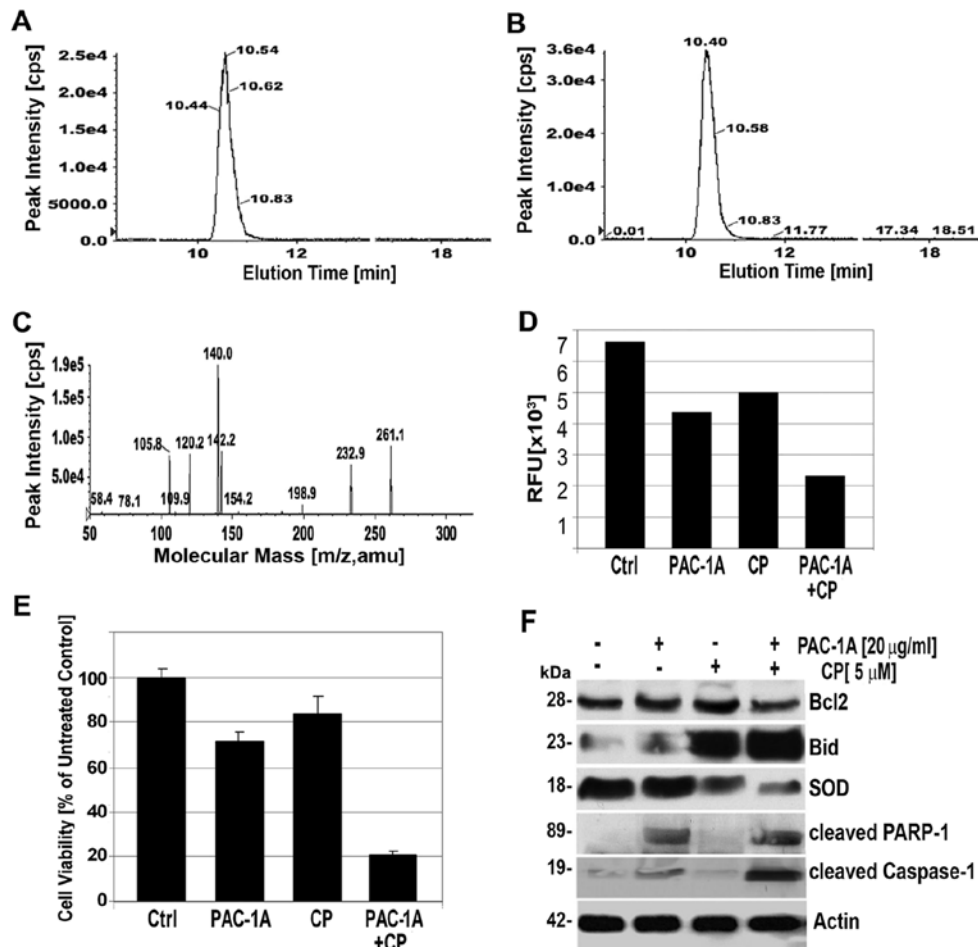 A
Peak Intensity [cps]
2.5e4
2.0e4
1.5e4
1.0e4
5000.0
0.0
10.54
10.62
10.44
10.83
10
12
18
Elution Time [min]
B
Peak Intensity [cps]
3.6e4
3.0e4
2.0e4
1.0e4
0.0
10.40
10.58
10.83
0.01
11.77
17.34
18.51
10
12
18
Elution Time [min]
C
Peak Intensity [cps]
1.9e5
1.5e5
1.0e5
5.0e4
140.0
105.8
120.2
142.2
261.1
232.9
58.4
78.1
109.9
154.2
198.9
50
100
150
200
250
300
Molecular Mass [m/z,amu]
D
RFU[x10³]
7
6
5
4
3
2
1
Ctrl
PAC-1A
CP
PAC-1A
+CP
E
Cell Viability [% of Untreated Control]
100
80
60
40
20
0
Ctrl
PAC-1A
CP
PAC-1A
+CP
F
- + - + PAC-1A [20 µg/ml]
kDa - - + + CP[ 5 µM]
28- Bcl2
23- Bid
18- SOD
89- cleaved PARP-1
19- cleaved Caspase-1
42- Actin